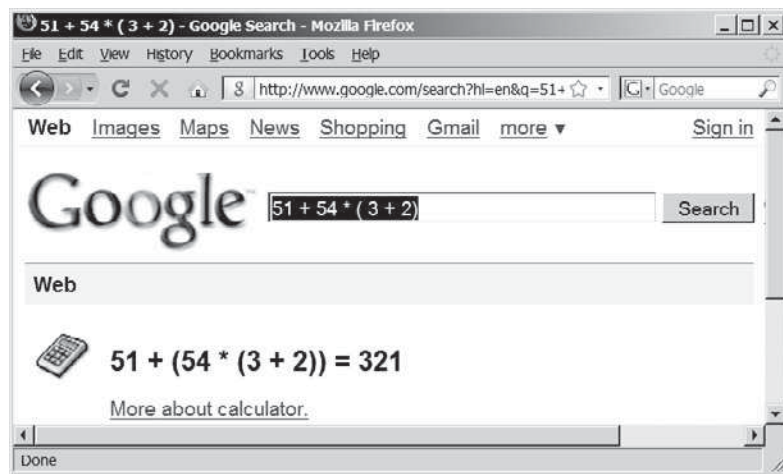 51 + 54 * ( 3 + 2) - Google Search - Mozilla Firefox
File Edit View History Bookmarks Tools Help
http://www.google.com/search?hl=en&q=51+ Google
Web Images Maps News Shopping Gmail more ▼ Sign in
Google 51 + 54 * ( 3 + 2) Search
Web
51 + (54 * (3 + 2)) = 321
More about calculator.
Done